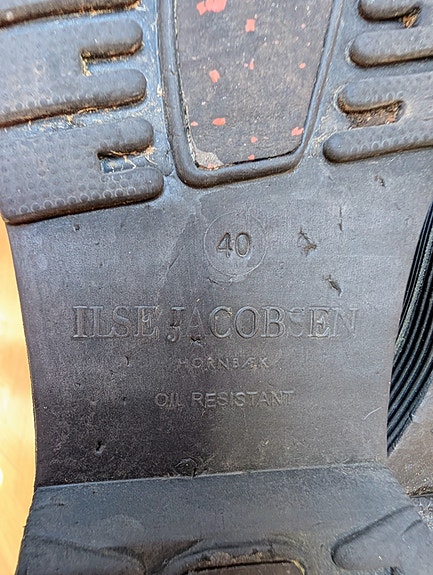 40
ILSE JACOBSEN
HORNBÆK
OIL RESISTANT